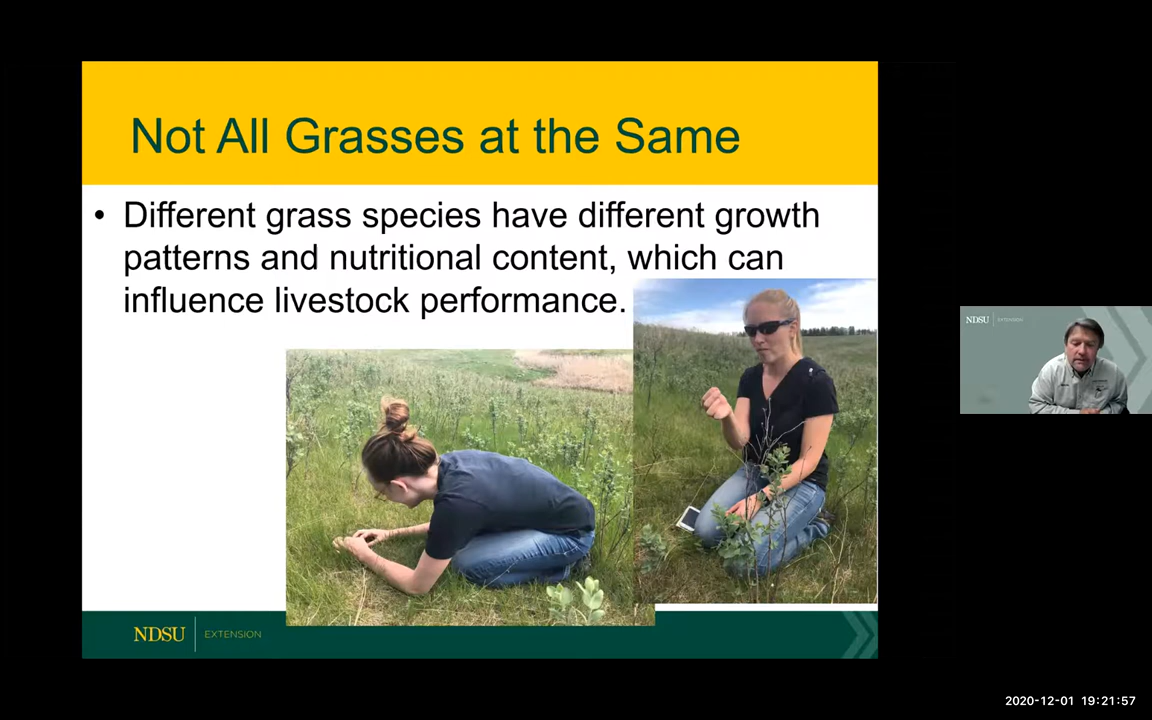 Not All Grasses at the Same
• Different grass species have different growth
patterns and nutritional content, which can
influence livestock performance.
NDSU EXTENSION
NDSU EXTENSION
2020-12-01 19:21:57